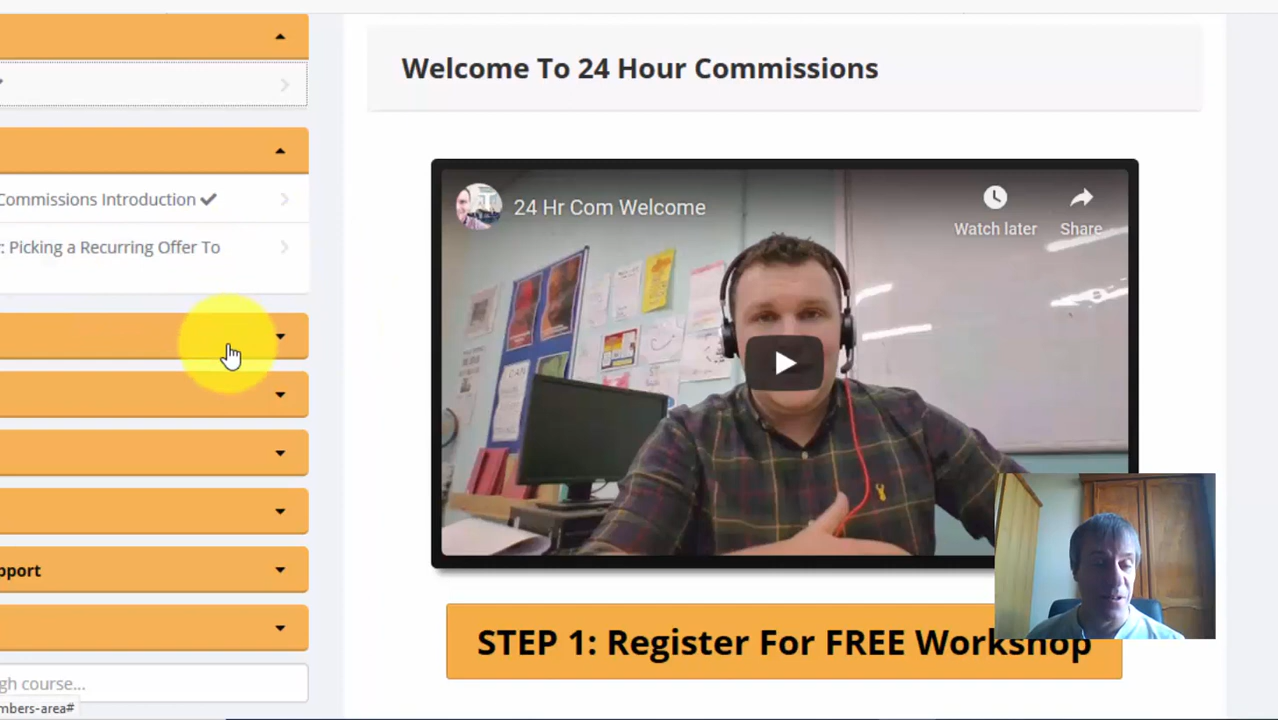 Welcome To 24 Hour Commissions
Commissions Introduction
: Picking a Recurring Offer To
pport
gh course...
mbers-area#
24 Hr Com Welcome
Watch later
Share
STEP 1: Register For FREE Workshop